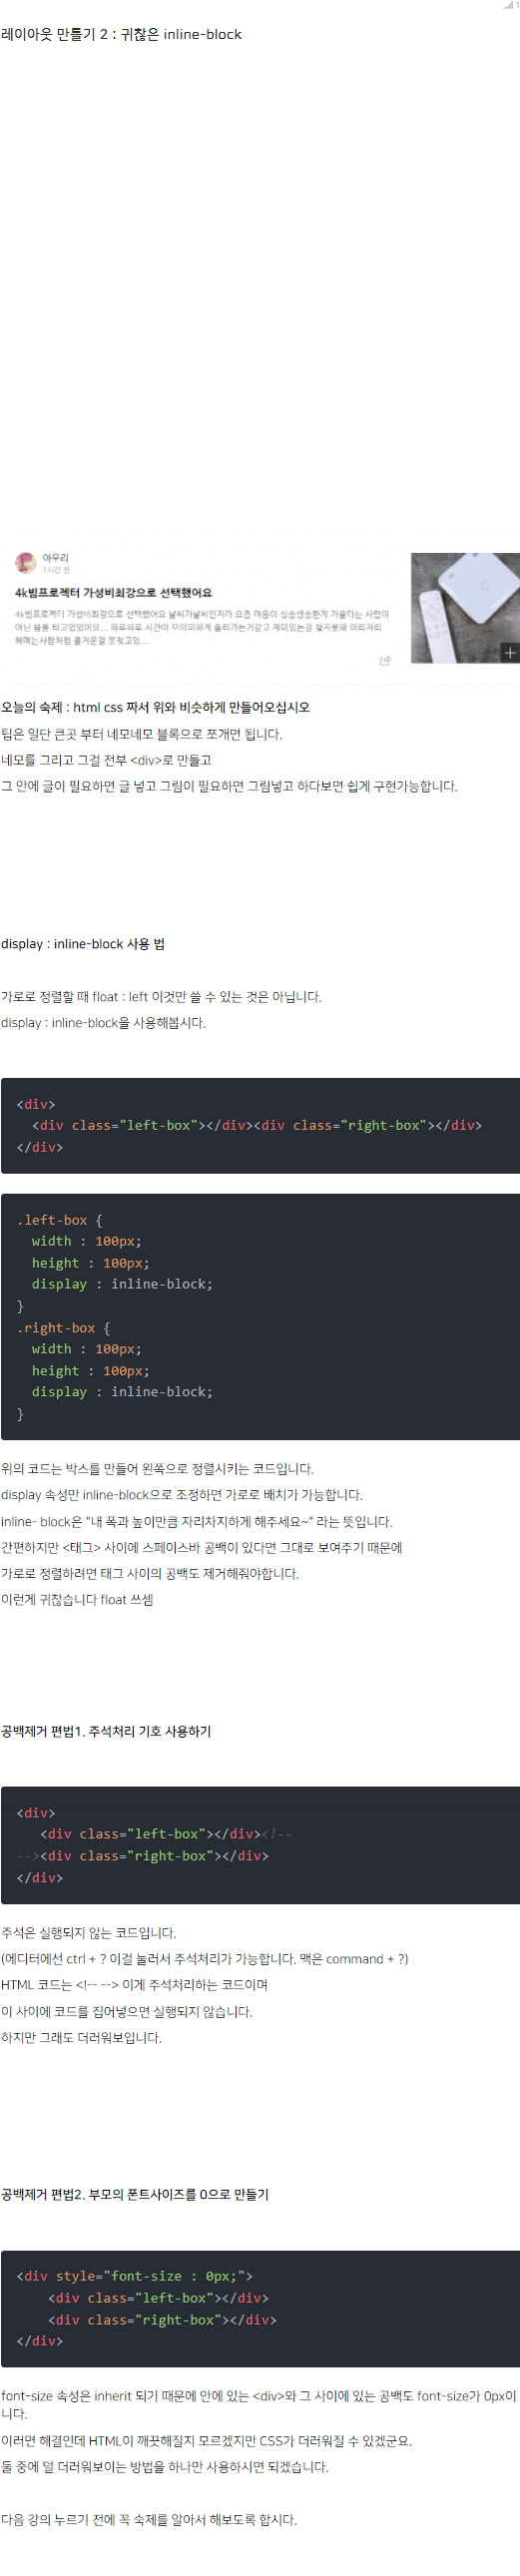 1
레이아웃 만들기 2 : 귀찮은 inline-block
아우리
1시간 전
4k빔프로젝터 가성비최강으로 선택했어요
4k빔프로젝터 가성비최강으로 선택했어요 날씨가날씨인지라 요즘 마음이 싱숭생숭한게 가을타는 사람이
아닌 봄을 타고있었어요... 하루하루 시간이 무의미하게 흘러가는거같고 재미있는걸 찾지못해 이리저리
헤매는사람처럼 즐거운걸 못찾고있...
오늘의 숙제 : html css 짜서 위와 비슷하게 만들어오십시오
팁은 일단 큰곳 부터 네모네모 블록으로 쪼개면 됩니다.
네모를 그리고 그걸 전부 <div>로 만들고
그 안에 글이 필요하면 글 넣고 그림이 필요하면 그림넣고 하다보면 쉽게 구현가능합니다.
display : inline-block 사용 법
가로로 정렬할 때 float : left 이것만 쓸 수 있는 것은 아닙니다.
display : inline-block을 사용해봅시다.
<div>
<div class="left-box"></div><div class="right-box"></div>
</div>
.left-box {
width : 100px;
height : 100px;
display : inline-block;
}
.right-box {
width : 100px;
height : 100px;
display : inline-block;
}
위의 코드는 박스를 만들어 왼쪽으로 정렬시키는 코드입니다.
display 속성만 inline-block으로 조정하면 가로로 배치가 가능합니다.
inline- block은 "내 폭과 높이만큼 자리차지하게 해주세요~" 라는 뜻입니다.
간편하지만 <태그> 사이에 스페이스바 공백이 있다면 그대로 보여주기 때문에
가로로 정렬하려면 태그 사이의 공백도 제거해줘야합니다.
이런게 귀찮습니다 float 쓰셈
공백제거 편법1. 주석처리 기호 사용하기
<div>
<div class="left-box"></div><!--
--><div class="right-box"></div>
</div>
주석은 실행되지 않는 코드입니다.
(에디터에선 ctrl + ? 이걸 눌러서 주석처리가 가능합니다. 맥은 command + ?)
HTML 코드는 <!-- --> 이게 주석처리하는 코드이며
이 사이에 코드를 집어넣으면 실행되지 않습니다.
하지만 그래도 더러워보입니다.
공백제거 편법2. 부모의 폰트사이즈를 0으로 만들기
<div style="font-size : 0px;">
<div class="left-box"></div>
<div class="right-box"></div>
</div>
font-size 속성은 inherit 되기 때문에 안에 있는 <div>와 그 사이에 있는 공백도 font-size가 0px이
니다.
이러면 해결인데 HTML이 깨끗해질지 모르겠지만 CSS가 더러워질 수 있겠군요.
둘 중에 덜 더러워보이는 방법을 하나만 사용하시면 되겠습니다.
다음 강의 누르기 전에 꼭 숙제를 알아서 해보도록 합시다.